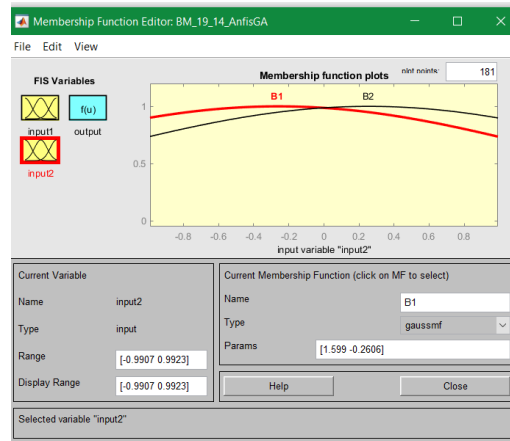 Membership Function Editor: BM_19_14_AnfisGA
File Edit View
FIS Variables
Membership function plots plot points: 181
f(u)
input1 output
input2
B1 B2
1
0.5
0
-0.8 -0.6 -0.4 -0.2 0 0.2 0.4 0.6 0.8
input variable "input2"
Current Variable
Name input2
Type input
Range [-0.9907 0.9923]
Display Range [-0.9907 0.9923]
Current Membership Function (click on MF to select)
Name B1
Type gaussmf
Params [1.599 -0.2606]
Help Close
Selected variable "input2"